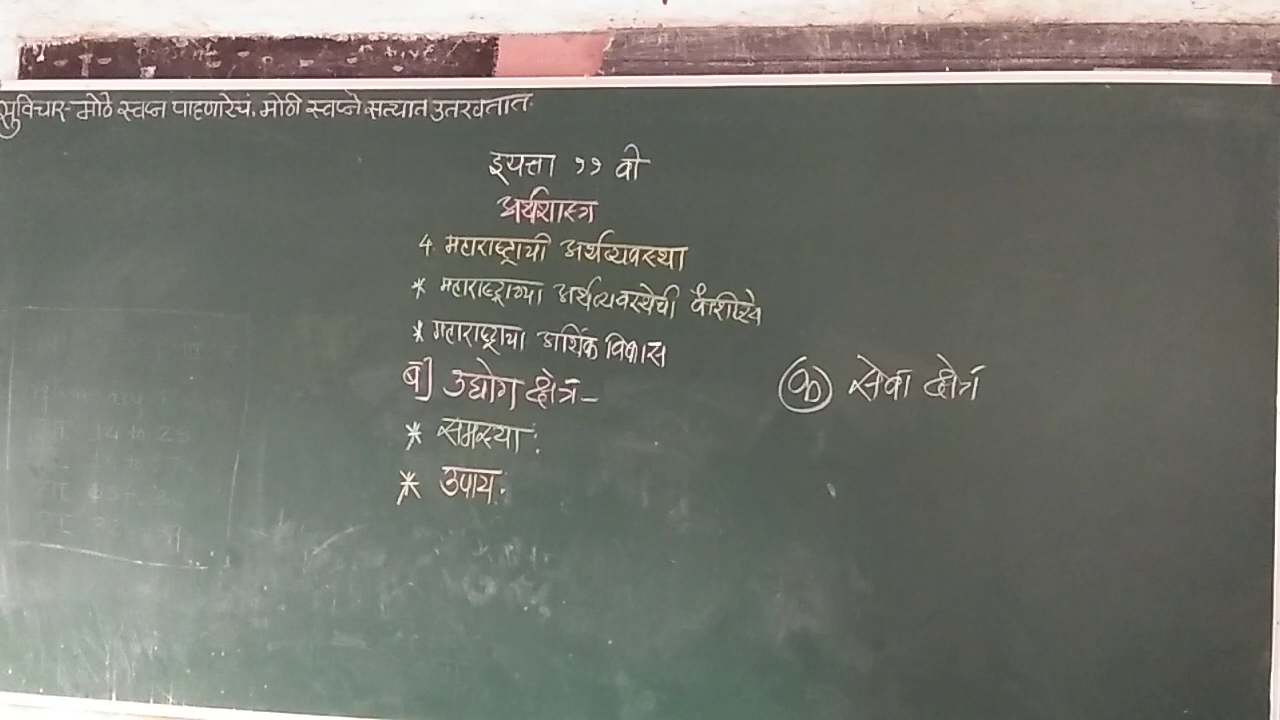 सुविचार- मोठे स्वप्न पाहणारेच, मोठी स्वप्ने सत्यात उतरवतात.
इयत्ता ११ वी
अर्थशास्त्र
4. महाराष्ट्राची अर्थव्यवस्था
* महाराष्ट्राच्या अर्थव्यवस्थेची वैशिष्ट्ये
* महाराष्ट्राचा आर्थिक विकास
ब] उद्योग क्षेत्र-
* समस्या:
* उपाय:
क) सेवा क्षेत्र